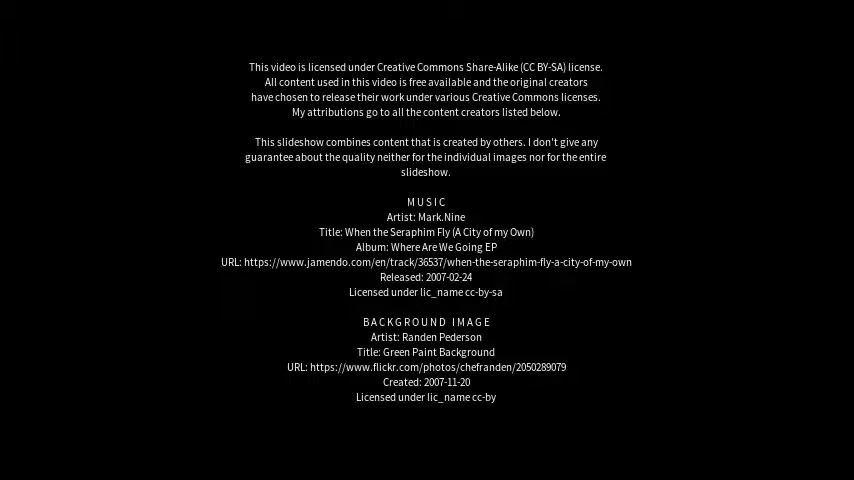 This video is licensed under Creative Commons Share-Alike (CC BY-SA) license.
All content used in this video is free available and the original creators
have chosen to release their work under various Creative Commons licenses.
My attributions go to all the content creators listed below.
This slideshow combines content that is created by others. I don't give any
guarantee about the quality neither for the individual images nor for the entire
slideshow.
MUSIC
Artist: Mark.Nine
Title: When the Seraphim Fly (A City of my Own)
Album: Where Are We Going EP
URL: https://www.jamendo.com/en/track/36537/when-the-seraphim-fly-a-city-of-my-own
Released: 2007-02-24
Licensed under lic_name cc-by-sa
BACKGROUND IMAGE
Artist: Randen Pederson
Title: Green Paint Background
URL: https://www.flickr.com/photos/chefranden/2050289079
Created: 2007-11-20
Licensed under lic_name cc-by